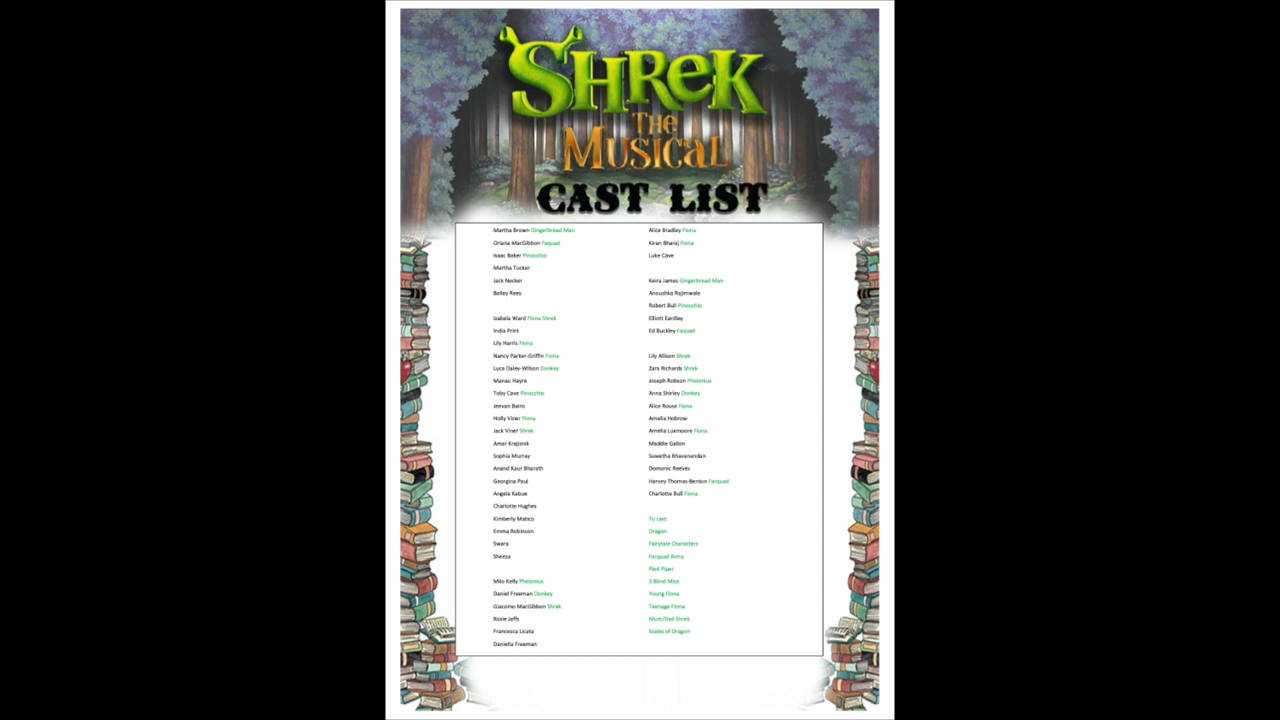 SHREK
THE
MUSICAL
CAST LIST
Martha Brown Gingerbread Man
Oriana MacGibbon Faquad
Isaac Baker Pinocchio
Martha Tucker
Jack Necker
Bailey Rees
Izabela Ward Fiona Shrek
India Print
Lily Harris Fiona
Nancy Parker-Griffin Fiona
Luca Daley-Wilson Donkey
Manau Hayre
Toby Cave Pinocchio
Jeevan Bains
Holly Viner Fiona
Jack Viner Shrek
Amar Krajisnik
Sophia Murray
Anand Kaur Bharath
Georgina Paul
Angela Kabue
Charlotte Hughes
Kimberly Matico
Emma Robinson
Swara
Sheeza
Milo Kelly Phelonius
Daniel Freeman Donkey
Giacomo MacGibbon Shrek
Rosie Jeffs
Francesca Licata
Daniella Freeman
Alice Bradley Fiona
Kiran Bharaj Fiona
Luke Cave
Keira James Gingerbread Man
Anoushka Rajimwale
Robert Bull Pinocchio
Elliott Eardley
Ed Buckley Faquad
Lily Allison Shrek
Zara Richards Shrek
Joseph Robson Phelonius
Anna Shirley Donkey
Alice Rouse Fiona
Amelia Hobrow
Amelia Luxmoore Fiona
Maddie Gallon
Suwetha Bhavanandan
Domonic Reeves
Harvey Thomas-Benton Farquad
Charlotte Bull Fiona
To cast:
Dragon
Fairytale Characters
Farquad Army
Pied Piper
3 Blind Mice
Young Fiona
Teenage Fiona
Mum/Dad Shrek
Scales of Dragon